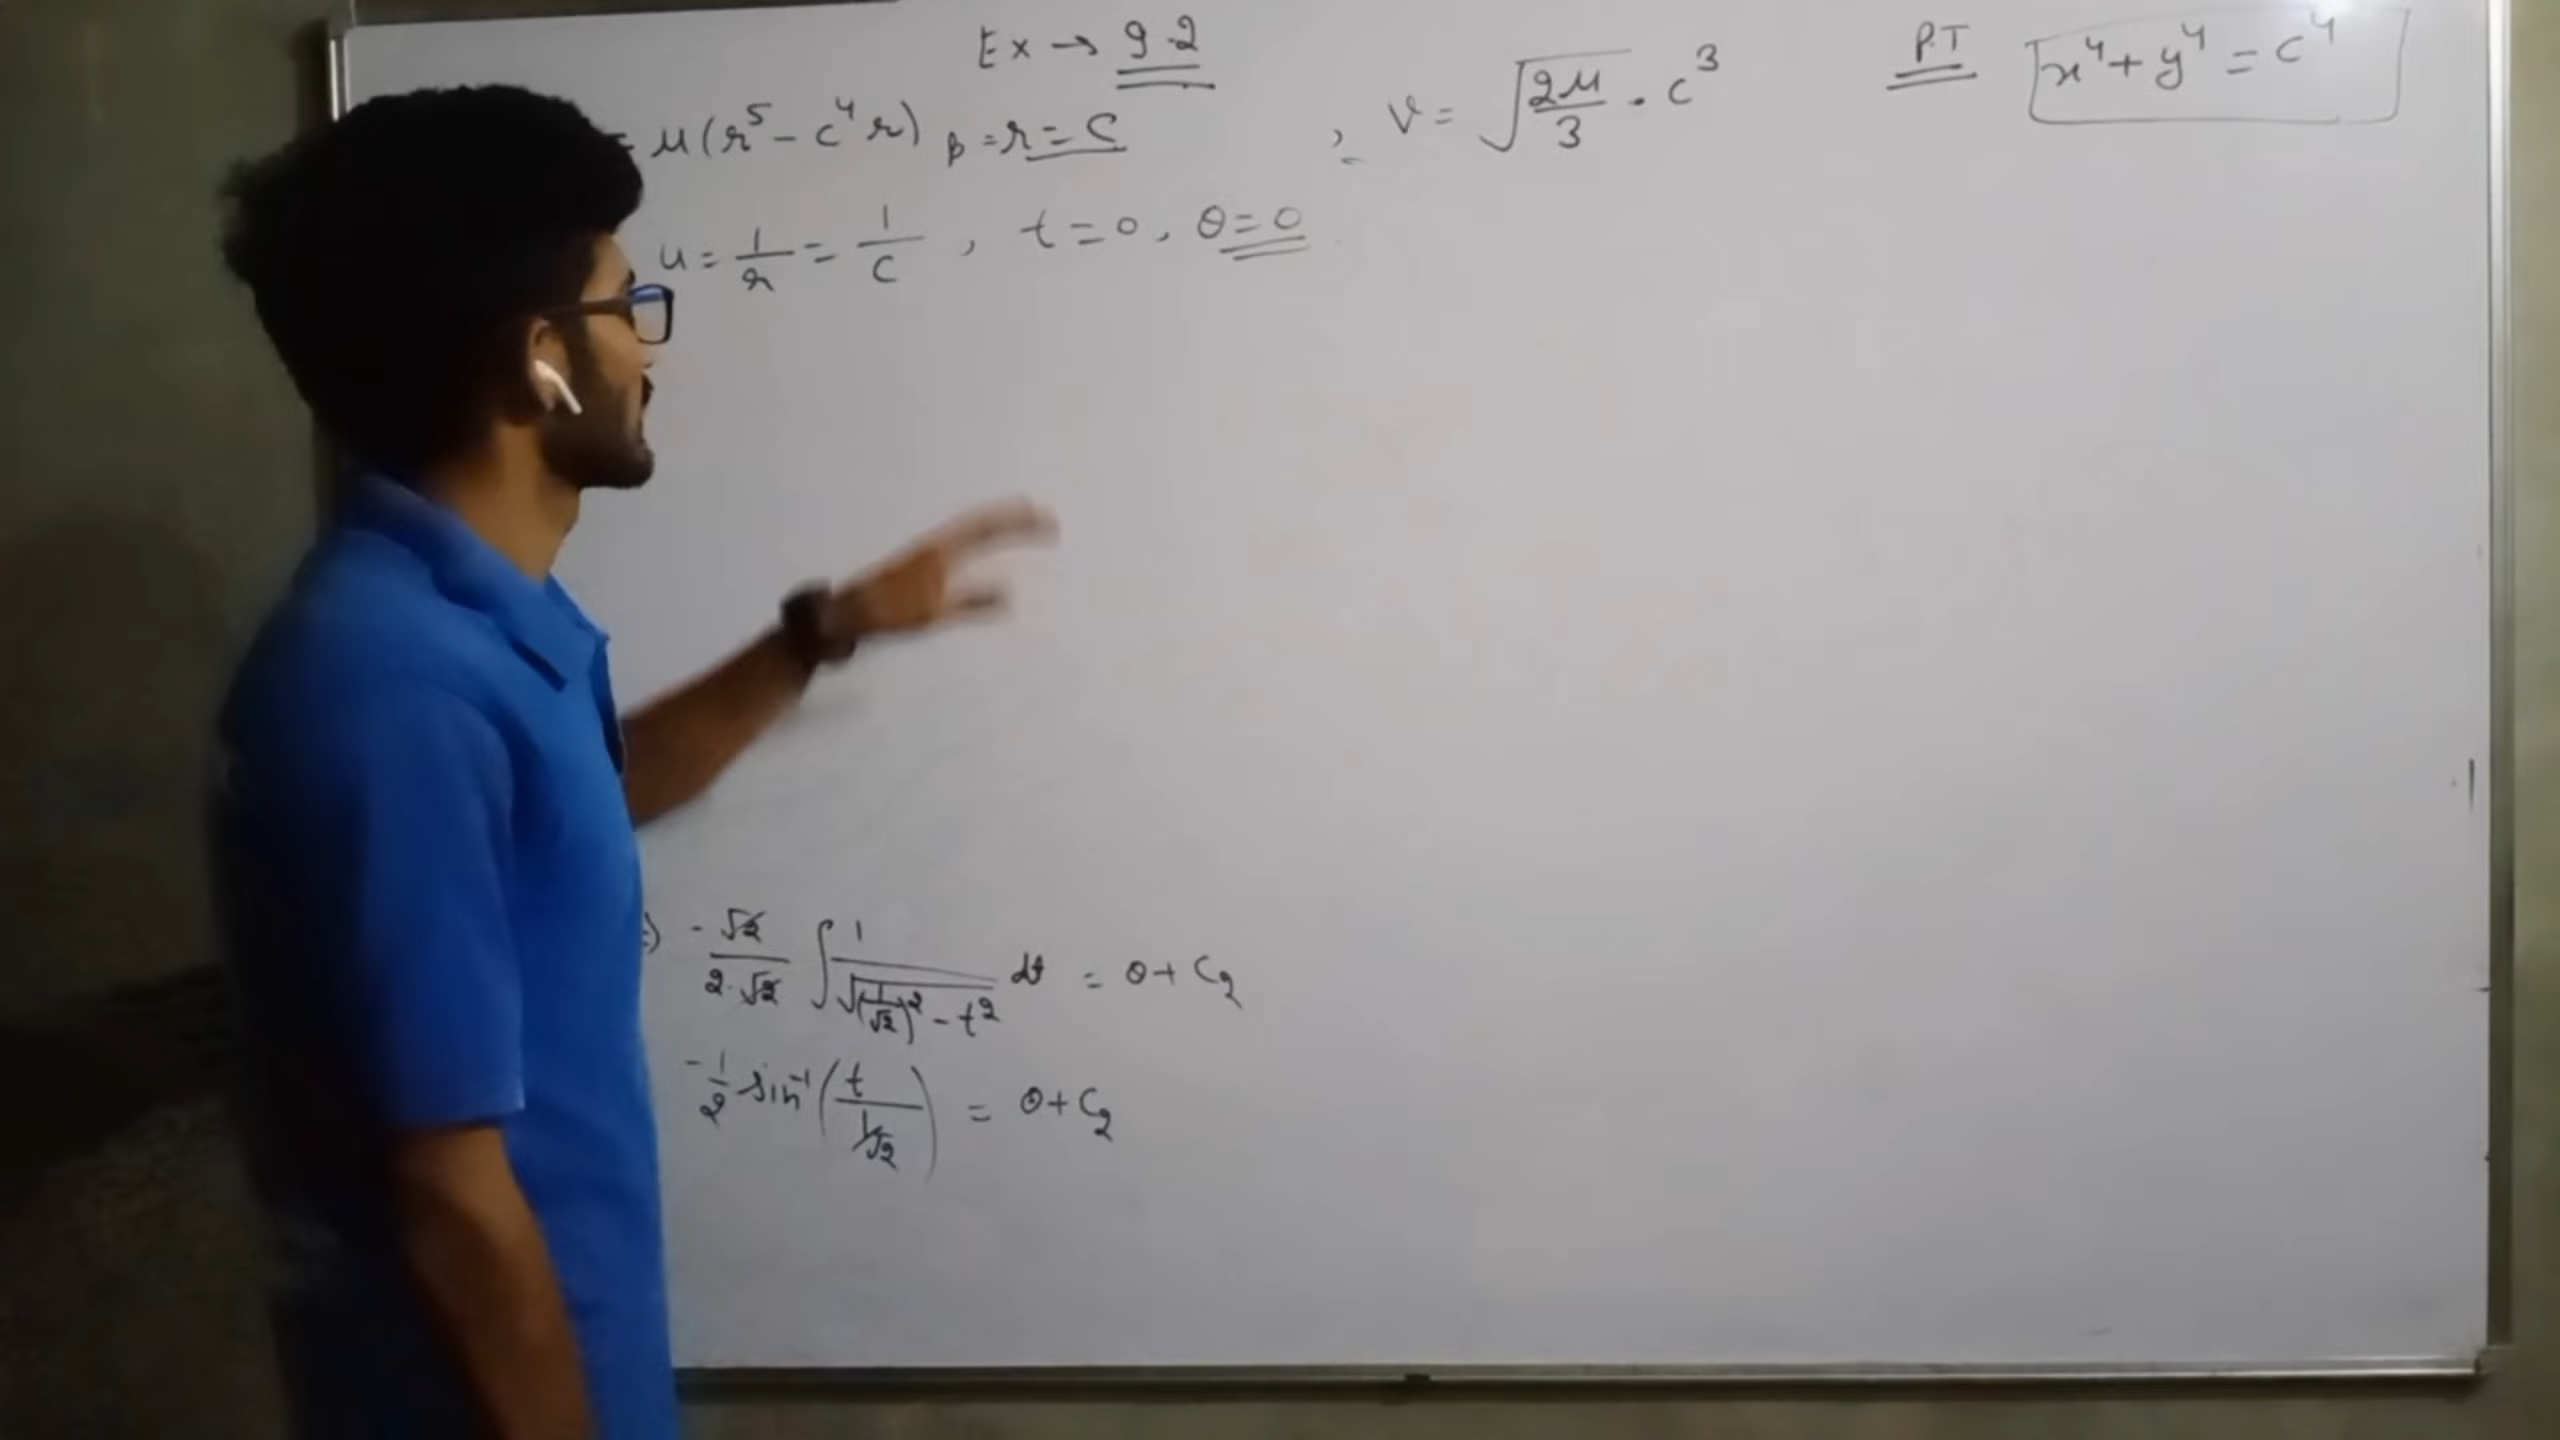 Ex → 9.2
= μ(r⁵ - c⁴r) p = r = c , v = √(2μ/3) . c³ P.T x⁴ + y⁴ = c⁴
u = 1/r = 1/c , t = 0, θ = 0
-√2/(2.√2) ∫ 1/√((1/√2)² - t²) dt = θ + C₂
-1/2 sin⁻¹(t/(1/√2)) = θ + C₂